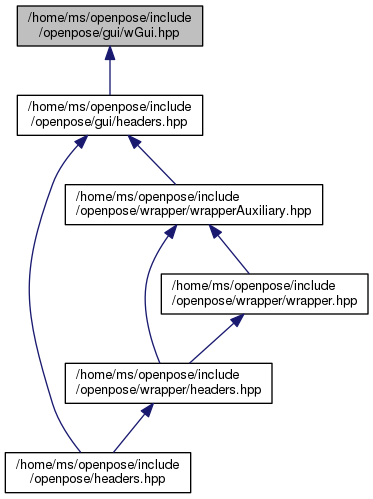 /home/ms/openpose/include
/openpose/gui/wGui.hpp
/home/ms/openpose/include
/openpose/gui/headers.hpp
/home/ms/openpose/include
/openpose/wrapper/wrapperAuxiliary.hpp
/home/ms/openpose/include
/openpose/wrapper/wrapper.hpp
/home/ms/openpose/include
/openpose/wrapper/headers.hpp
/home/ms/openpose/include
/openpose/headers.hpp